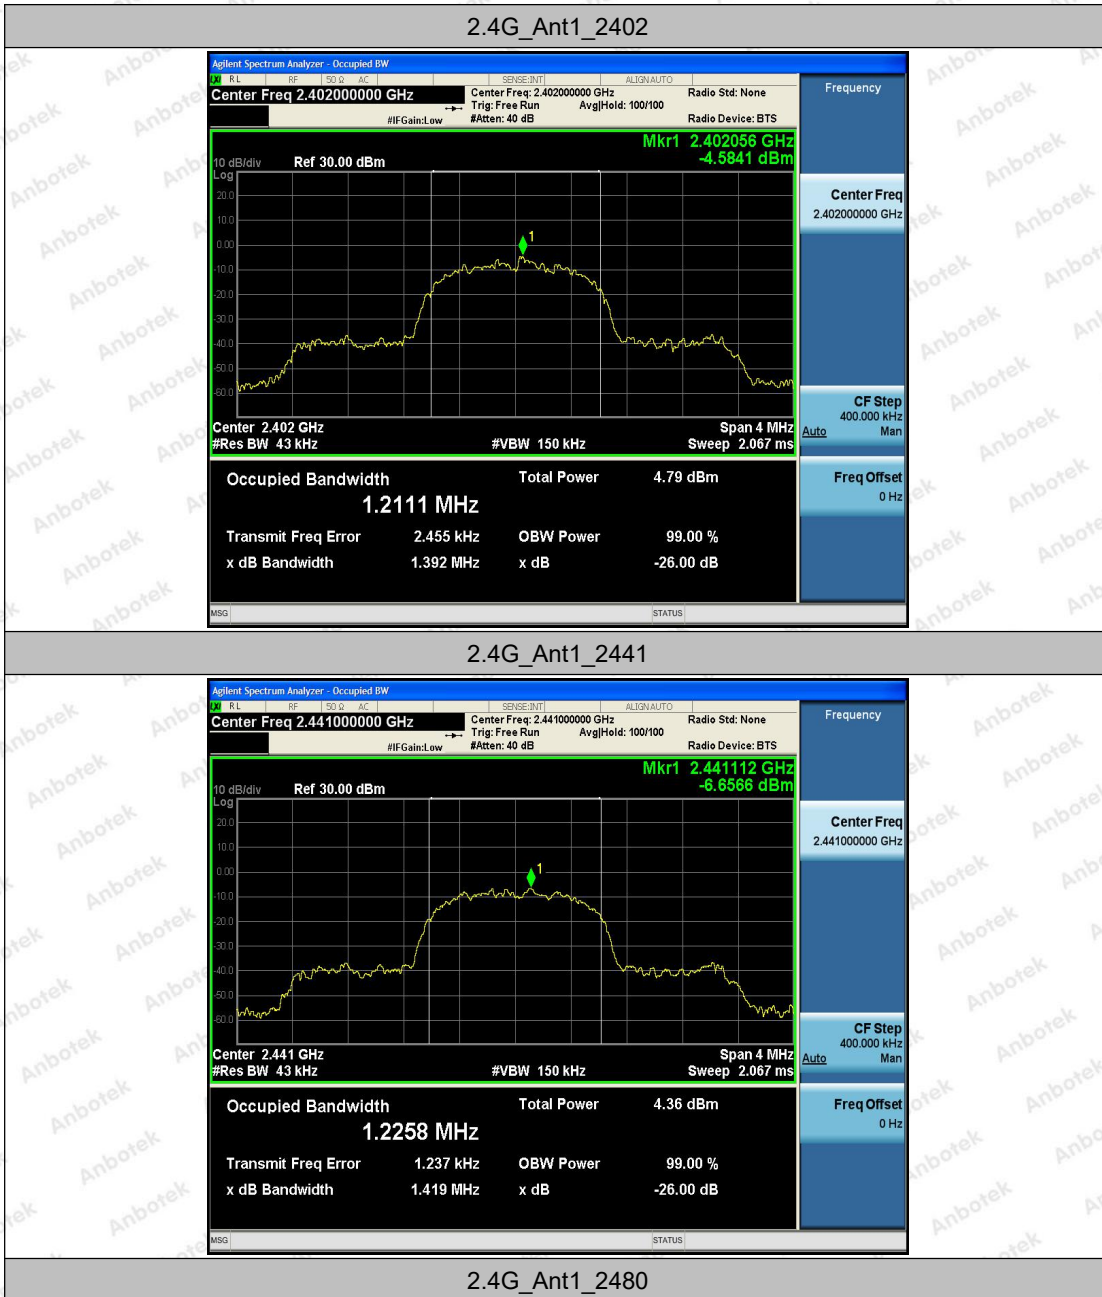 2.4G_Ant1_2402
Agilent Spectrum Analyzer - Occupied BW
LXI RL RF 50 Ω AC SENSE:INT ALIGNAUTO
Center Freq 2.402000000 GHz
Center Freq: 2.402000000 GHz
Radio Std: None
Trig: Free Run Avg|Hold: 100/100
#IFGain:Low #Atten: 40 dB Radio Device: BTS
Mkr1 2.402056 GHz
-4.5841 dBm
10 dB/div Ref 30.00 dBm
Log
20.0
10.0
0.00
-10.0
-20.0
-30.0
-40.0
-50.0
-60.0
1
Center 2.402 GHz Span 4 MHz
#Res BW 43 kHz #VBW 150 kHz Sweep 2.067 ms
Occupied Bandwidth Total Power 4.79 dBm
1.2111 MHz
Transmit Freq Error 2.455 kHz OBW Power 99.00 %
x dB Bandwidth 1.392 MHz x dB -26.00 dB
MSG STATUS
Frequency
Center Freq
2.402000000 GHz
CF Step
400.000 kHz
Auto Man
Freq Offset
0 Hz
2.4G_Ant1_2441
Agilent Spectrum Analyzer - Occupied BW
LXI RL RF 50 Ω AC SENSE:INT ALIGNAUTO
Center Freq 2.441000000 GHz
Center Freq: 2.441000000 GHz
Radio Std: None
Trig: Free Run Avg|Hold: 100/100
#IFGain:Low #Atten: 40 dB Radio Device: BTS
Mkr1 2.441112 GHz
-6.6566 dBm
10 dB/div Ref 30.00 dBm
Log
20.0
10.0
0.00
-10.0
-20.0
-30.0
-40.0
-50.0
-60.0
1
Center 2.441 GHz Span 4 MHz
#Res BW 43 kHz #VBW 150 kHz Sweep 2.067 ms
Occupied Bandwidth Total Power 4.36 dBm
1.2258 MHz
Transmit Freq Error 1.237 kHz OBW Power 99.00 %
x dB Bandwidth 1.419 MHz x dB -26.00 dB
MSG STATUS
Frequency
Center Freq
2.441000000 GHz
CF Step
400.000 kHz
Auto Man
Freq Offset
0 Hz
2.4G_Ant1_2480
Anbotek